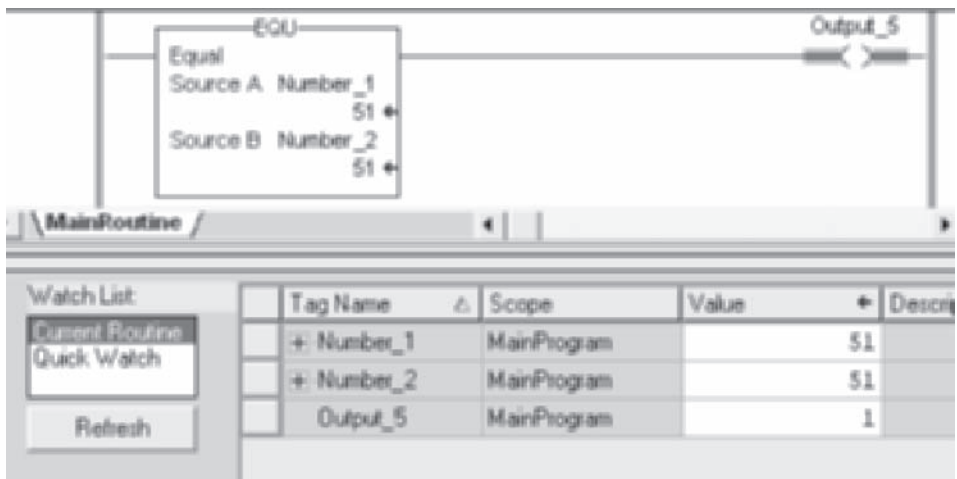 EQU
Output_5
Equal
Source A Number_1
51
Source B Number_2
51
MainRoutine
Watch List:
Current Routine
Quick Watch
Refresh
Tag Name Scope Value Descrip
+ Number_1 MainProgram 51
+ Number_2 MainProgram 51
Output_5 MainProgram 1